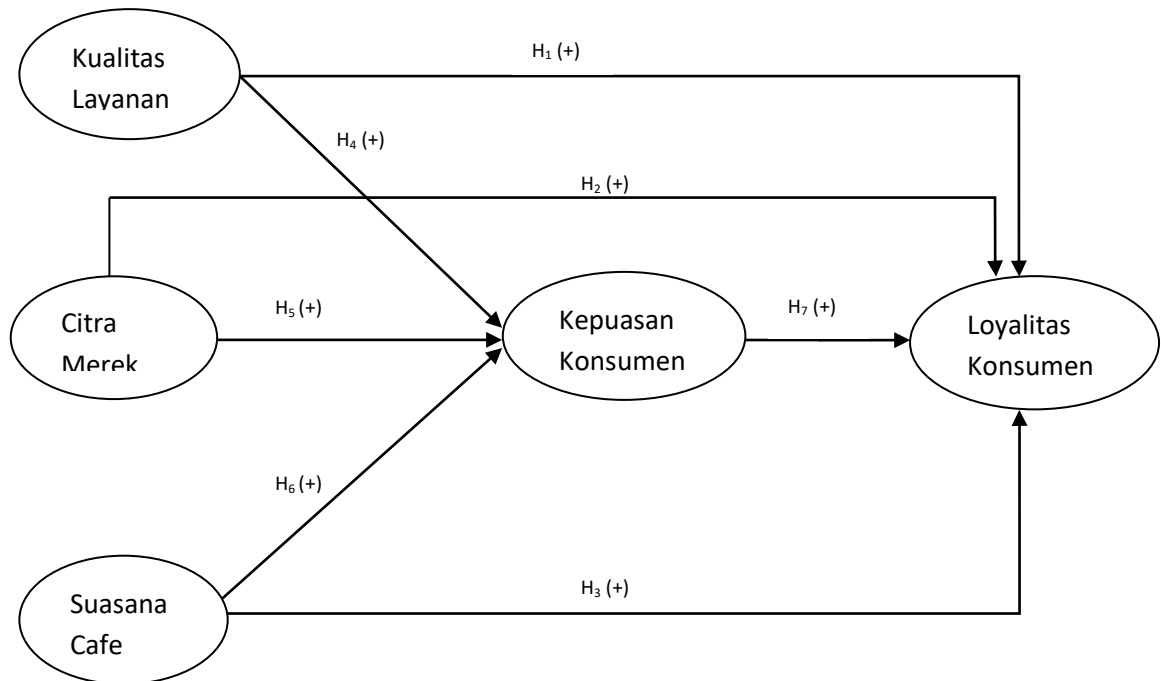 Kualitas
Layanan
H₁ (+)
H₄ (+)
H₂ (+)
Citra
Merek
H₅ (+)
Kepuasan
Konsumen
H₇ (+)
Loyalitas
Konsumen
H₆ (+)
Suasana
Cafe
H₃ (+)